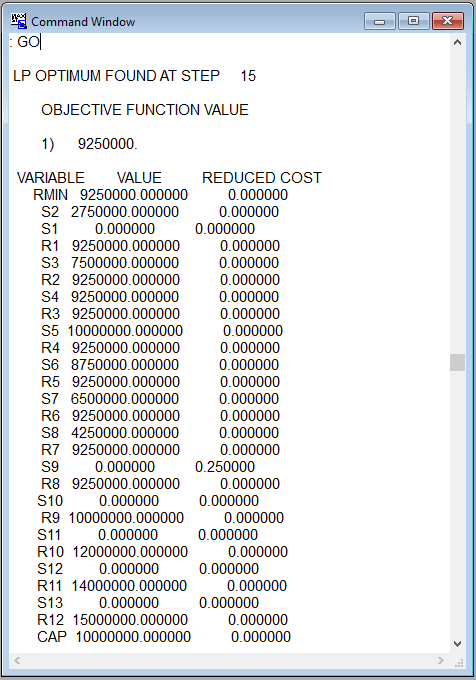 Command Window
: GO
LP OPTIMUM FOUND AT STEP 15
OBJECTIVE FUNCTION VALUE
1) 9250000.
VARIABLE VALUE REDUCED COST
RMIN 9250000.000000 0.000000
S2 2750000.000000 0.000000
S1 0.000000 0.000000
R1 9250000.000000 0.000000
S3 7500000.000000 0.000000
R2 9250000.000000 0.000000
S4 9250000.000000 0.000000
R3 9250000.000000 0.000000
S5 10000000.000000 0.000000
R4 9250000.000000 0.000000
S6 8750000.000000 0.000000
R5 9250000.000000 0.000000
S7 6500000.000000 0.000000
R6 9250000.000000 0.000000
S8 4250000.000000 0.000000
R7 9250000.000000 0.000000
S9 0.000000 0.250000
R8 9250000.000000 0.000000
S10 0.000000 0.000000
R9 10000000.000000 0.000000
S11 0.000000 0.000000
R10 12000000.000000 0.000000
S12 0.000000 0.000000
R11 14000000.000000 0.000000
S13 0.000000 0.000000
R12 15000000.000000 0.000000
CAP 10000000.000000 0.000000